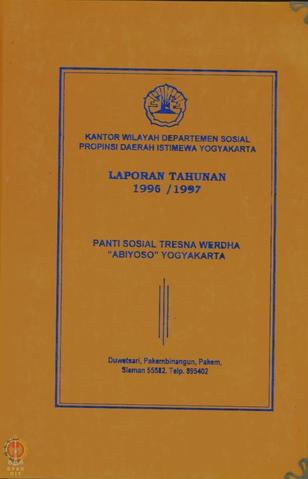 KANTOR WILAYAH DEPARTEMEN SOSIAL
PROPINSI DAERAH ISTIMEWA YOGYAKARTA
LAPORAN TAHUNAN
1996 / 1997
PANTI SOSIAL TRESNA WERDHA
"ABIYOSO" YOGYAKARTA
Duwetsari, Pakembinangun, Pakem,
Sleman 55582. Telp. 895402